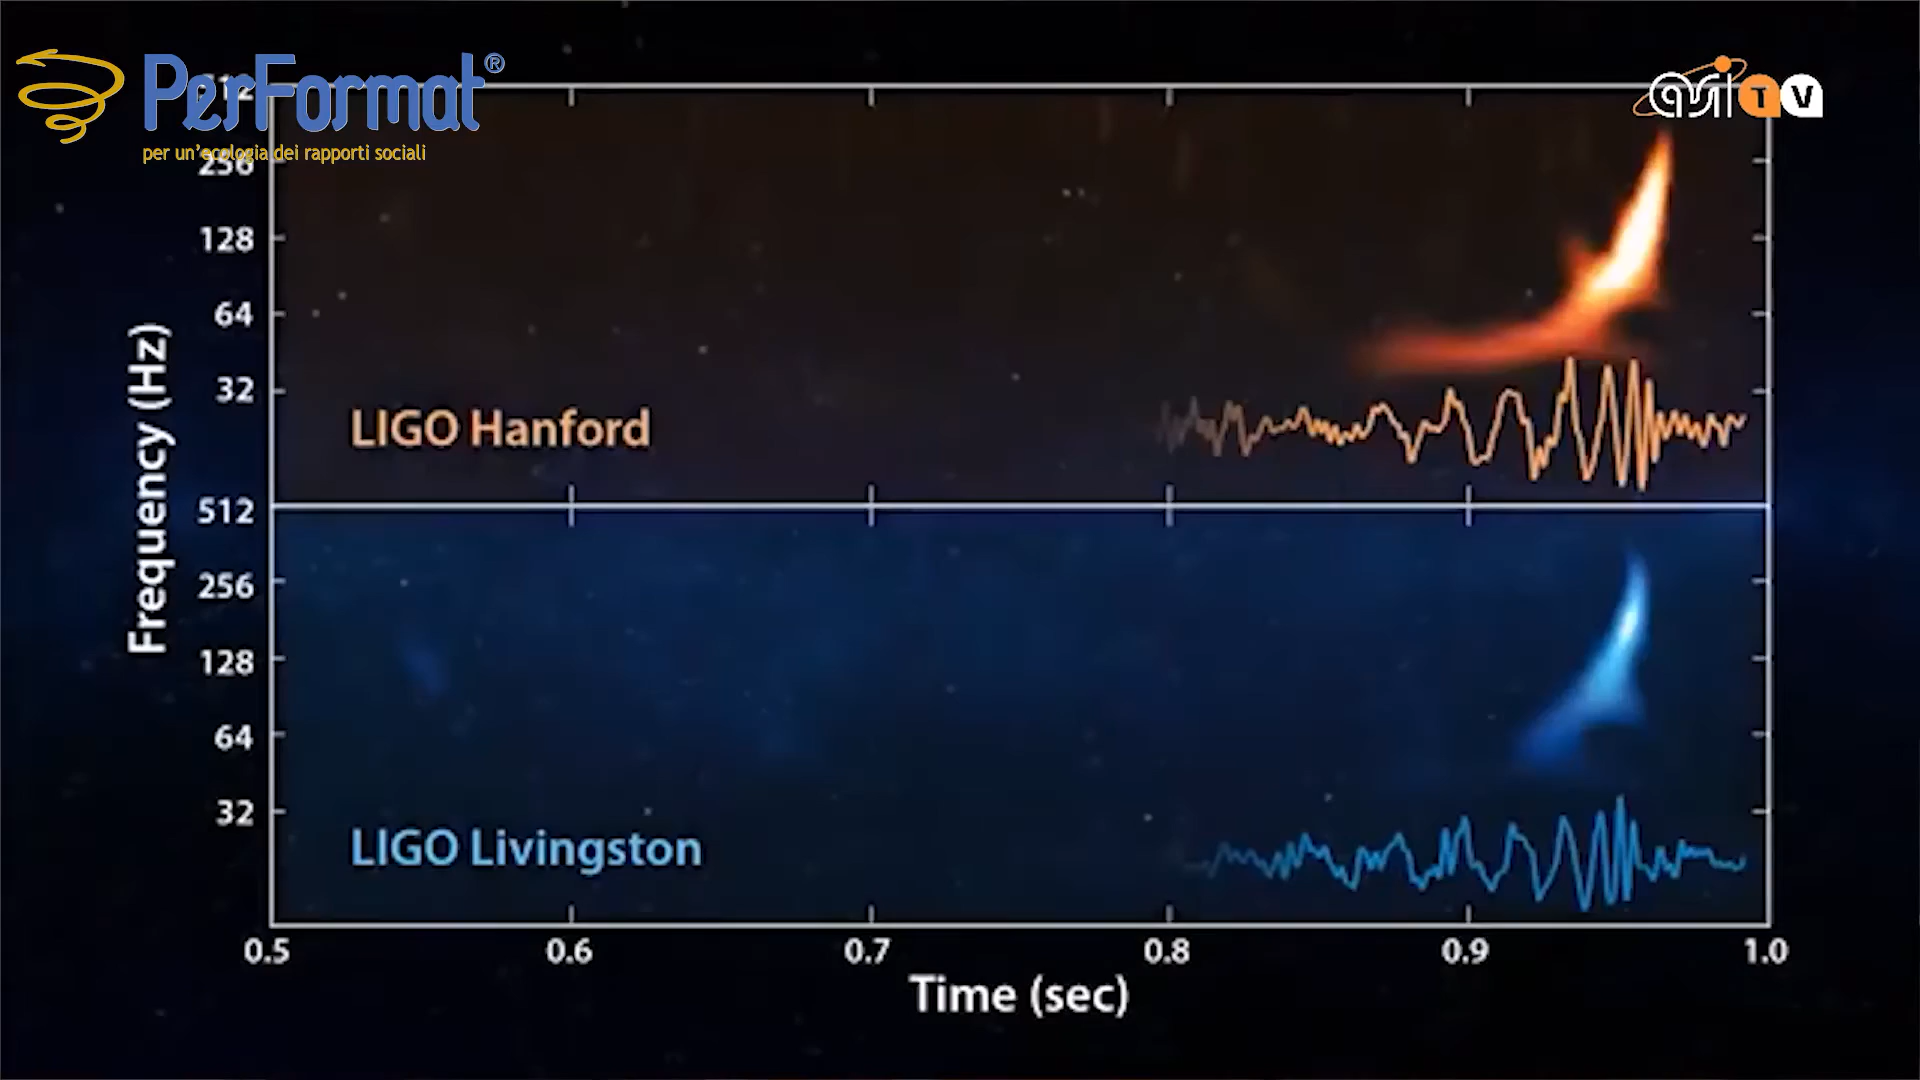 PerFormat®
per un'ecologia dei rapporti sociali
asi TV
256
128
64
32
LIGO Hanford
Frequency (Hz)
512
256
128
64
32
LIGO Livingston
0.5 0.6 0.7 0.8 0.9 1.0
Time (sec)